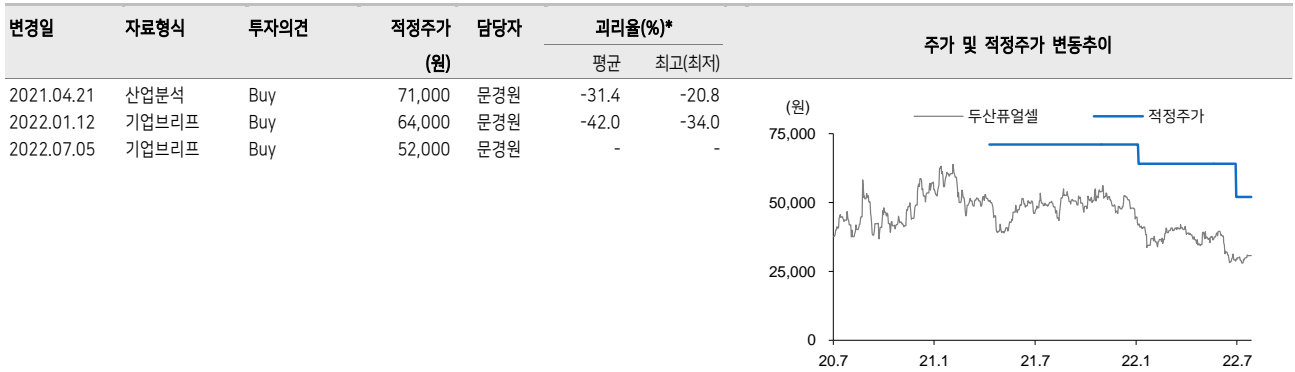 변경일 자료형식 투자의견 적정주가 담당자 괴리율(%)* 주가 및 적정주가 변동추이
(원) 평균 최고(최저)
2021.04.21 산업분석 Buy 71,000 문경원 -31.4 -20.8
2022.01.12 기업브리프 Buy 64,000 문경원 -42.0 -34.0
2022.07.05 기업브리프 Buy 52,000 문경원 - -
(원)
두산퓨얼셀 적정주가
75,000
50,000
25,000
0
20.7 21.1 21.7 22.1 22.7